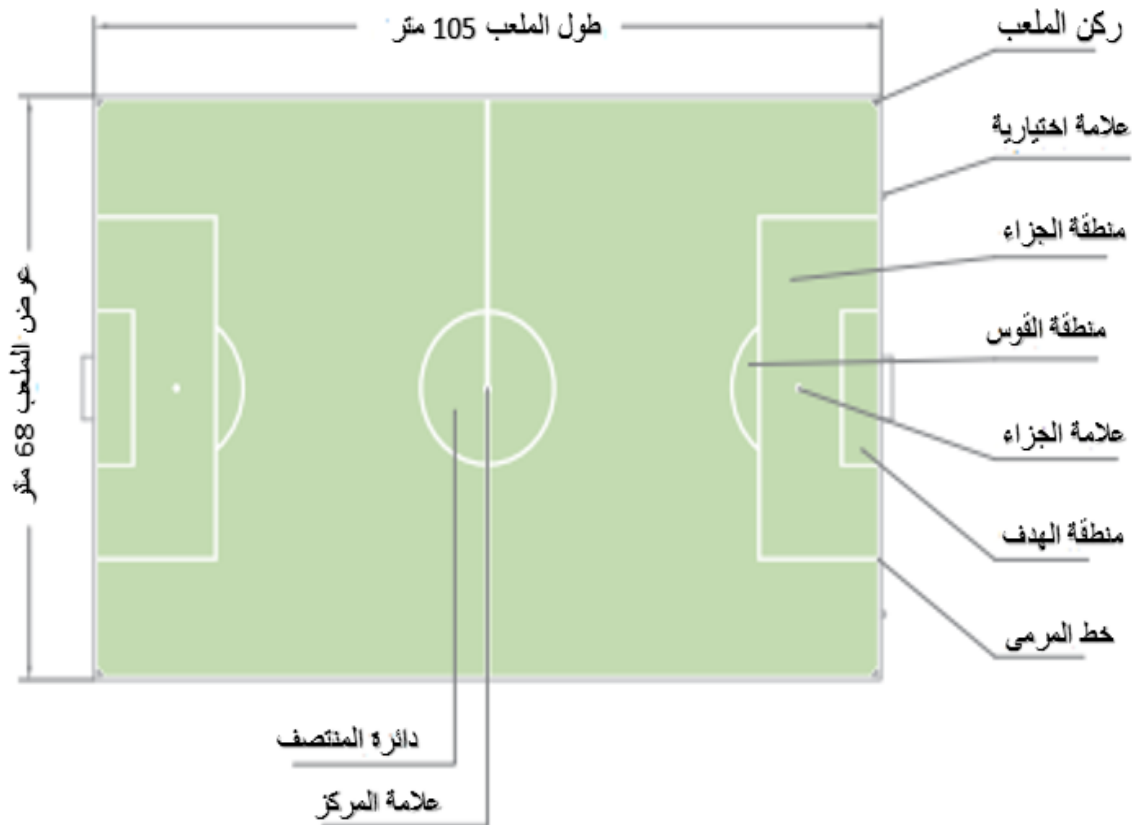 طول الملعب 105 متر
ركن الملعب
علامة اختيارية
منطقة الجزاء
منطقة القوس
علامة الجزاء
منطقة الهدف
خط المرمى
عرض الملعب 68 متر
دائرة المنتصف
علامة المركز